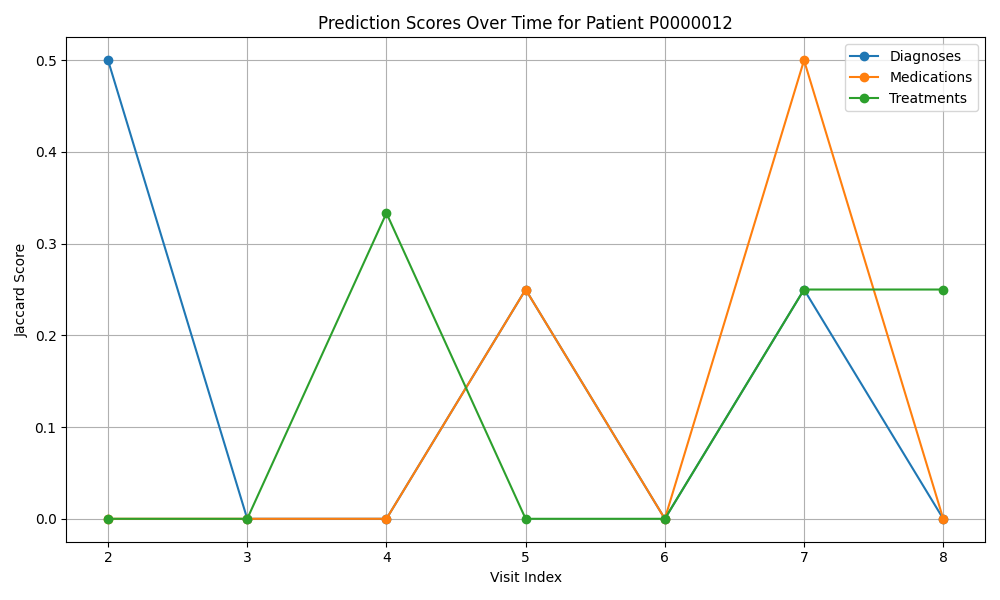 Prediction Scores Over Time for Patient P0000012
Diagnoses
Medications
Treatments
0.5
0.4
0.3
0.2
0.1
0.0
Jaccard Score
2 3 4 5 6 7 8
Visit Index